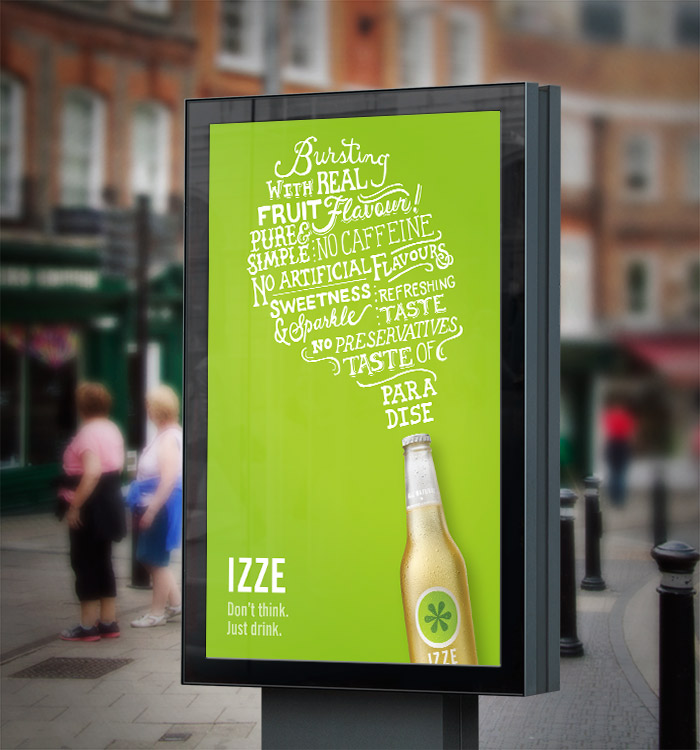 Bursting
WITH REAL
FRUIT Flavour!
PURE &
SIMPLE : NO CAFFEINE
NO ARTIFICIAL FLAVOURS
SWEETNESS : REFRESHING
& Sparkle : TASTE
NO PRESERVATIVES
TASTE OF
PARA
DISE
IZZE
Don't think.
Just drink.
IZZE